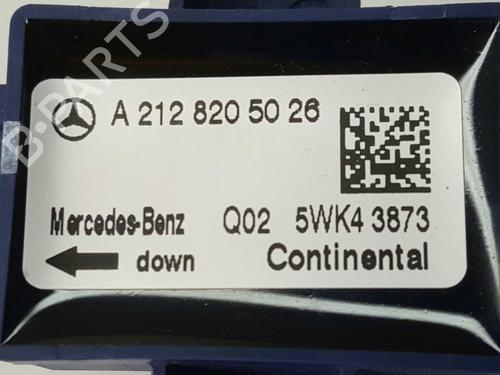 A 212 820 50 26
Mercedes-Benz Q02 5WK4 3873
down Continental
B-PARTS